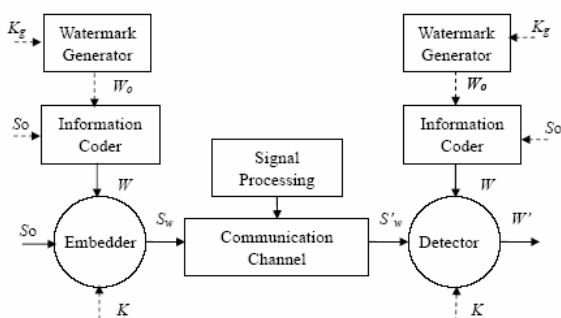 Kg
Watermark
Generator
Wo
So
Information
Coder
W
So
Embedder
K
Sw
Signal
Processing
Communication
Channel
S'w
Watermark
Generator
Kg
Wo
Information
Coder
So
W
Detector
W'
K